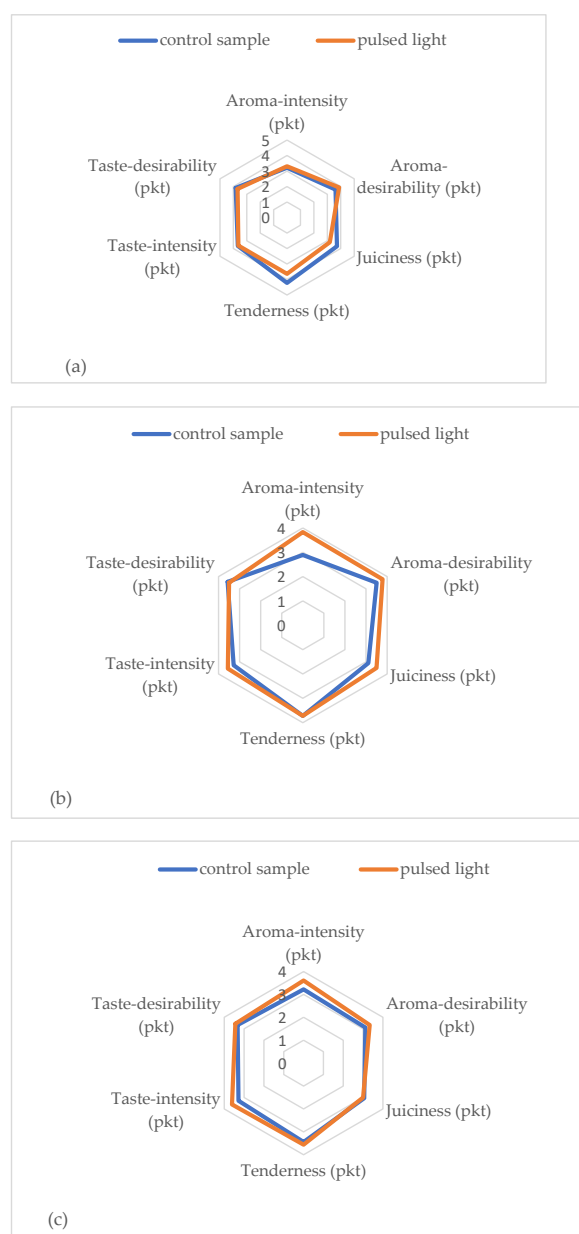 control sample pulsed light
Aroma-intensity
(pkt)
5
4
3
2
1
0
Aroma-
desirability (pkt)
Juiciness (pkt)
Tenderness (pkt)
Taste-intensity
(pkt)
Taste-desirability
(pkt)
(a)
control sample pulsed light
Aroma-intensity
(pkt)
4
3
2
1
0
Aroma-desirability
(pkt)
Juiciness (pkt)
Tenderness (pkt)
Taste-intensity
(pkt)
Taste-desirability
(pkt)
(b)
control sample pulsed light
Aroma-intensity
(pkt)
4
3
2
1
0
Aroma-desirability
(pkt)
Juiciness (pkt)
Tenderness (pkt)
Taste-intensity
(pkt)
Taste-desirability
(pkt)
(c)